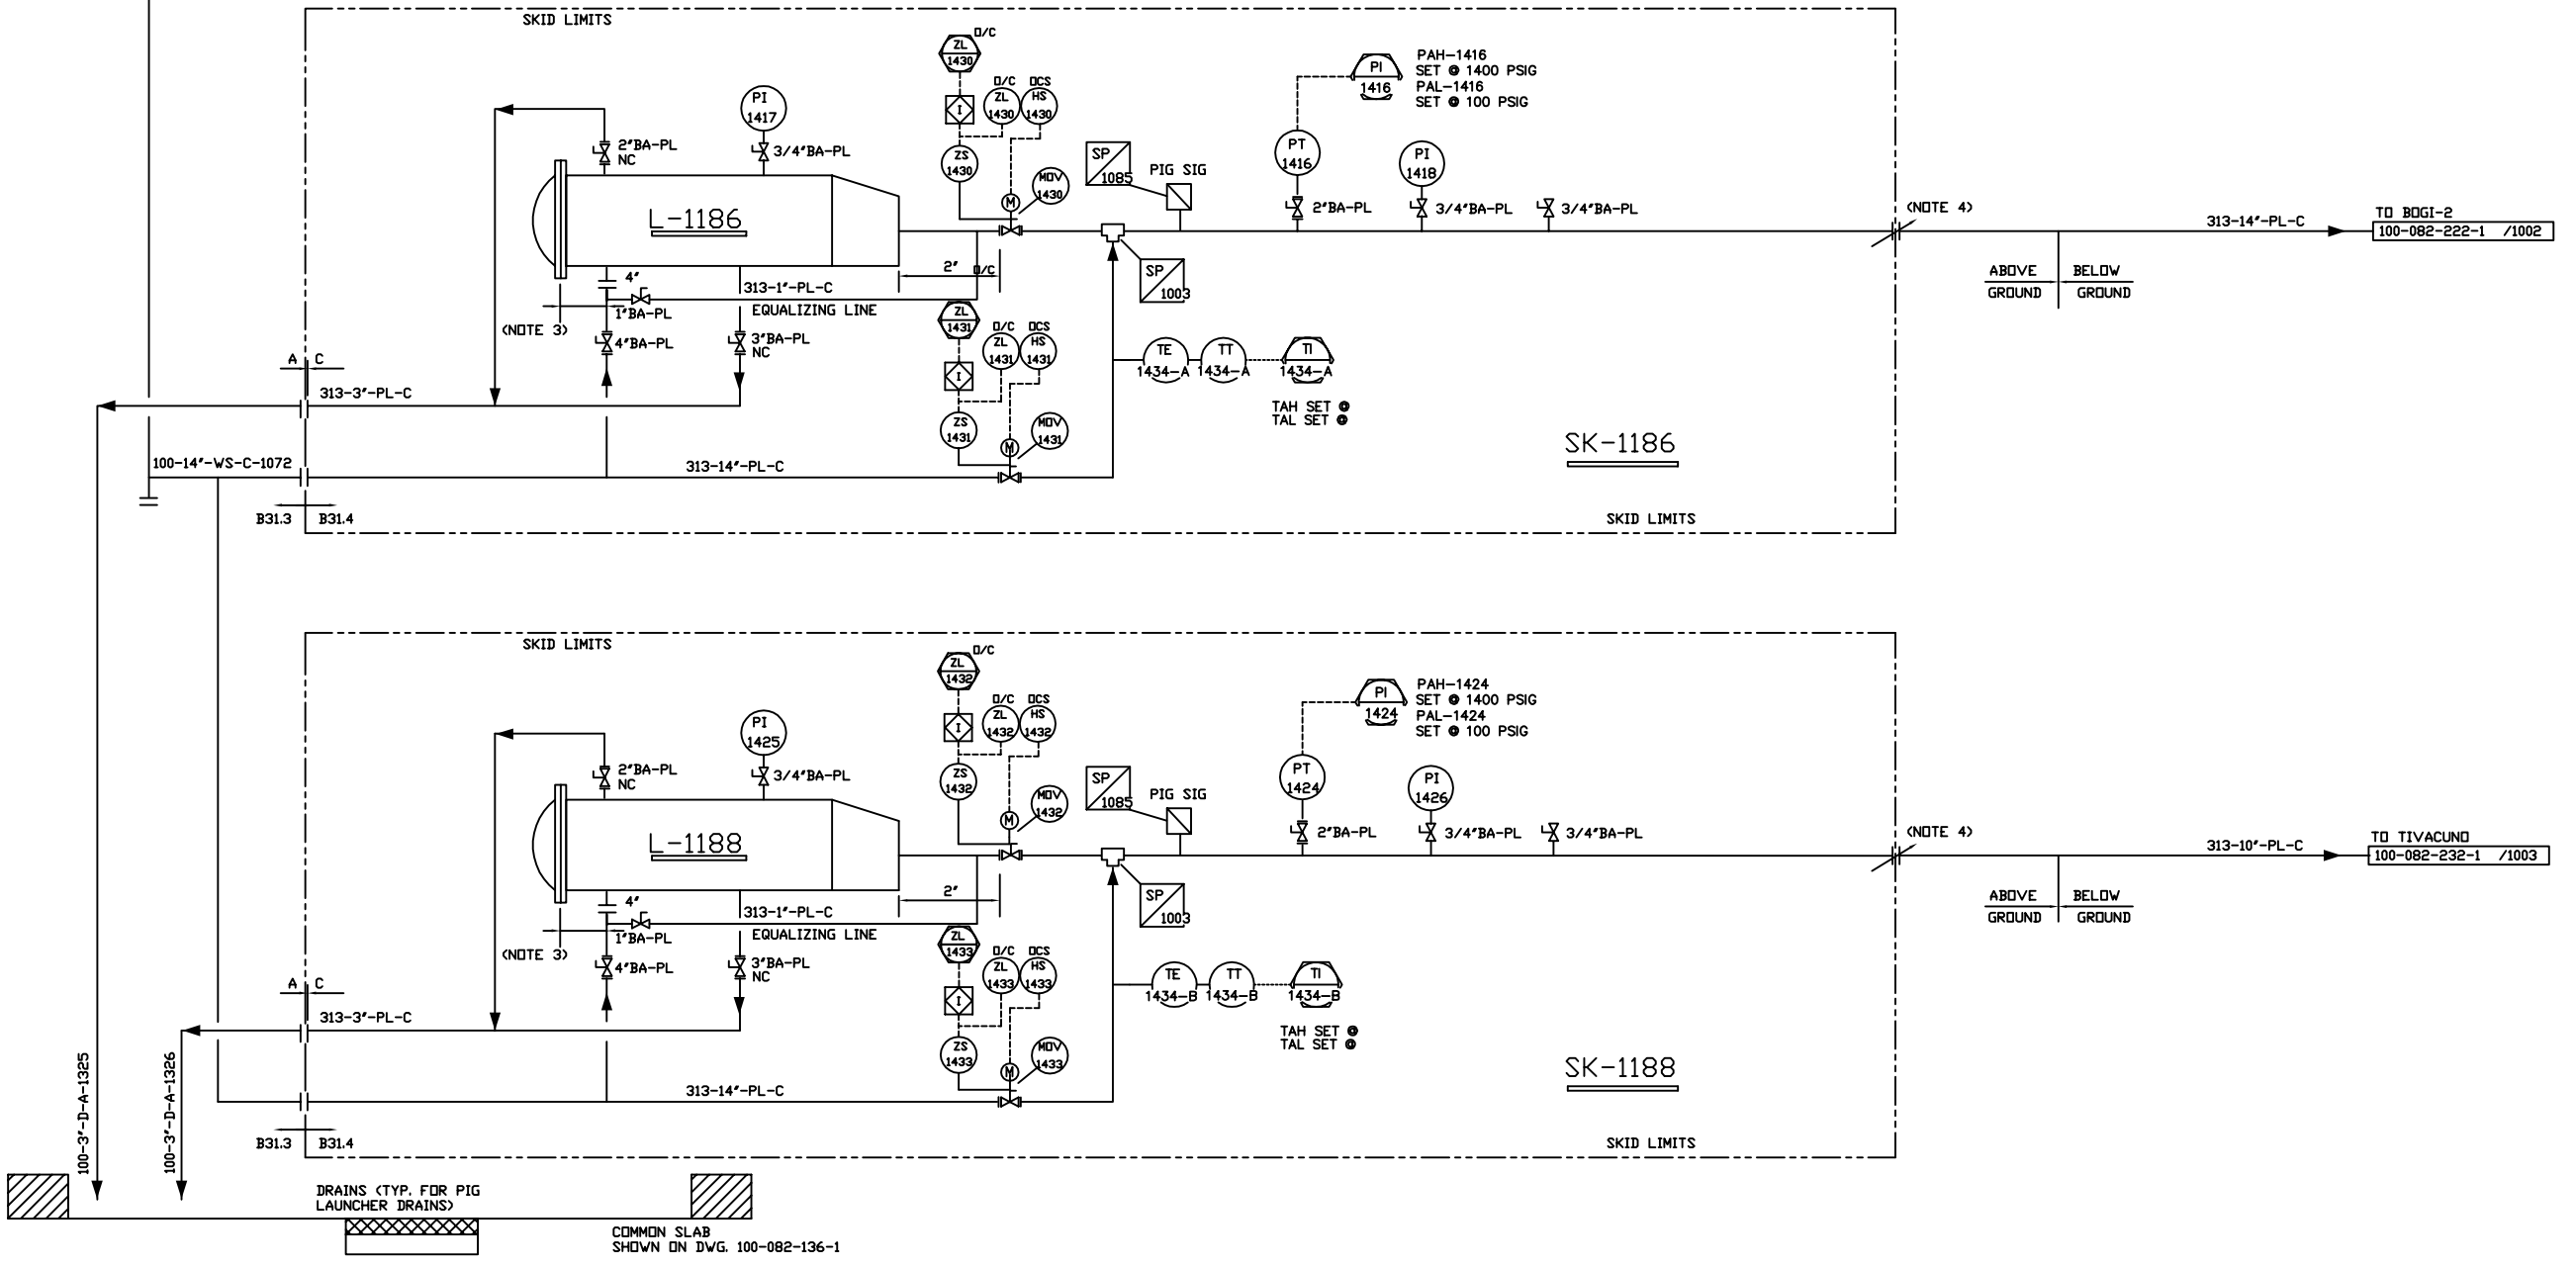 SKID LIMITS
O/C
ZL
1430
O/C OCS
ZL
1430
HS
1430
I
ZS
1430
MOV
1430
M
PI
1417
2"BA-PL
NC
3/4"BA-PL
L-1186
SP
1085
PIG SIG
PI
1416
PAH-1416
SET @ 1400 PSIG
PAL-1416
SET @ 100 PSIG
PT
1416
PI
1418
2"BA-PL
3/4"BA-PL
3/4"BA-PL
(NOTE 4)
313-14"-PL-C
TO BOGI-2
100-082-222-1 /1002
ABOVE
GROUND
BELOW
GROUND
4"
2"
O/C
313-1"-PL-C
EQUALIZING LINE
1"BA-PL
(NOTE 3)
4"BA-PL
3"BA-PL
NC
SP
1003
ZL
1431
O/C OCS
ZL
1431
HS
1431
I
ZS
1431
MOV
1431
M
TE
1434-A
TT
1434-A
TI
1434-A
TAH SET @
TAL SET @
A C
313-3"-PL-C
SK-1186
100-14"-WS-C-1072
313-14"-PL-C
B31.3 B31.4
SKID LIMITS
SKID LIMITS
O/C
ZL
1432
O/C OCS
ZL
1432
HS
1432
I
ZS
1432
MOV
1432
M
PI
1425
2"BA-PL
NC
3/4"BA-PL
L-1188
SP
1085
PIG SIG
PI
1424
PAH-1424
SET @ 1400 PSIG
PAL-1424
SET @ 100 PSIG
PT
1424
PI
1426
2"BA-PL
3/4"BA-PL
3/4"BA-PL
(NOTE 4)
313-10"-PL-C
TO TIVACUNO
100-082-232-1 /1003
ABOVE
GROUND
BELOW
GROUND
4"
2"
313-1"-PL-C
EQUALIZING LINE
1"BA-PL
(NOTE 3)
4"BA-PL
3"BA-PL
NC
SP
1003
ZL
1433
O/C OCS
ZL
1433
HS
1433
I
ZS
1433
MOV
1433
M
TE
1434-B
TT
1434-B
TI
1434-B
TAH SET @
TAL SET @
A C
313-3"-PL-C
SK-1188
313-14"-PL-C
B31.3 B31.4
SKID LIMITS
100-3"-D-A-1325
100-3"-D-A-1326
DRAINS (TYP. FOR PIG
LAUNCHER DRAINS)
COMMON SLAB
SHOWN ON DWG. 100-082-136-1